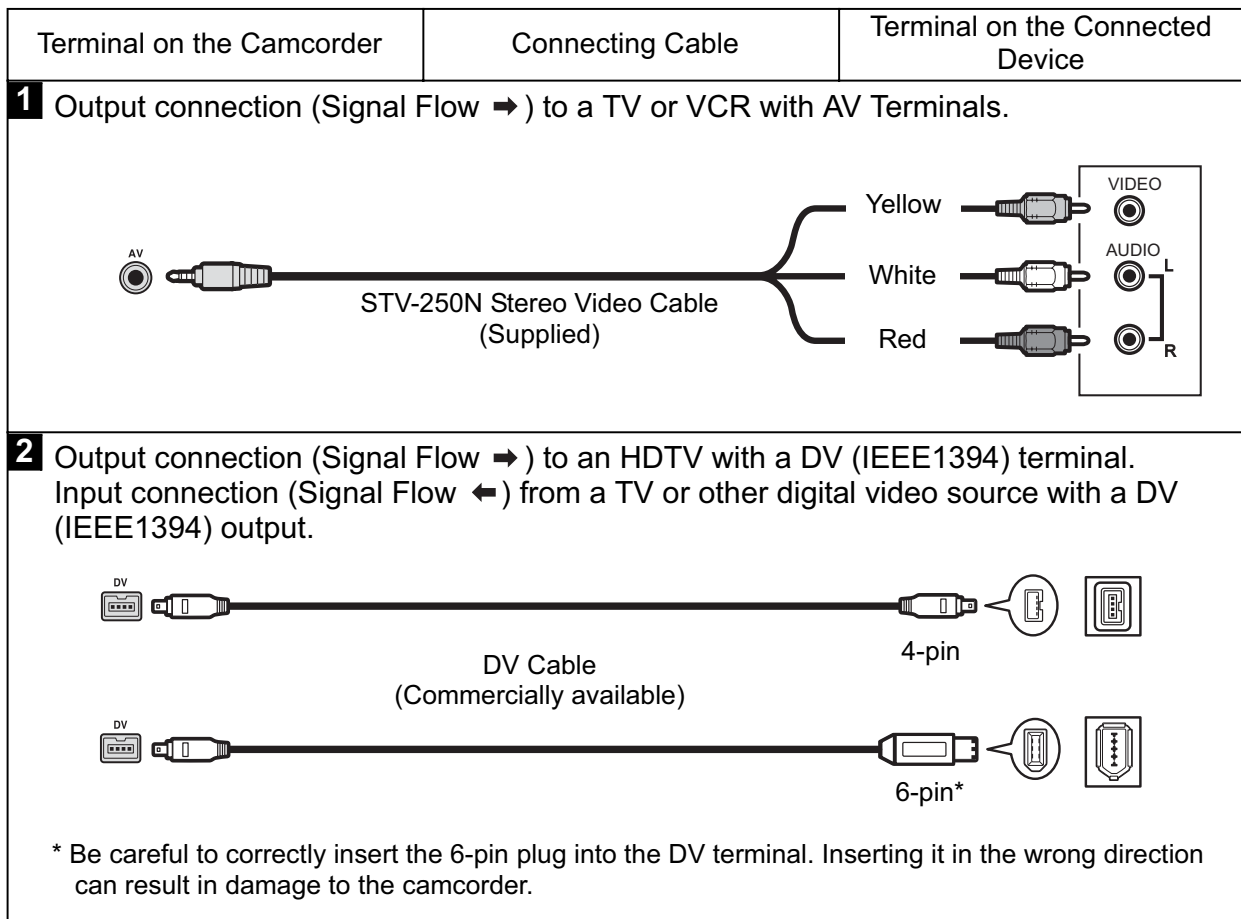 Terminal on the Camcorder
Connecting Cable
Terminal on the Connected
Device
1 Output connection (Signal Flow ➡ ) to a TV or VCR with AV Terminals.
AV
STV-250N Stereo Video Cable
(Supplied)
Yellow
White
Red
VIDEO
AUDIO
L
R
2 Output connection (Signal Flow ➡ ) to an HDTV with a DV (IEEE1394) terminal.
Input connection (Signal Flow ⬅ ) from a TV or other digital video source with a DV
(IEEE1394) output.
DV
4-pin
DV Cable
(Commercially available)
DV
6-pin*
* Be careful to correctly insert the 6-pin plug into the DV terminal. Inserting it in the wrong direction
can result in damage to the camcorder.